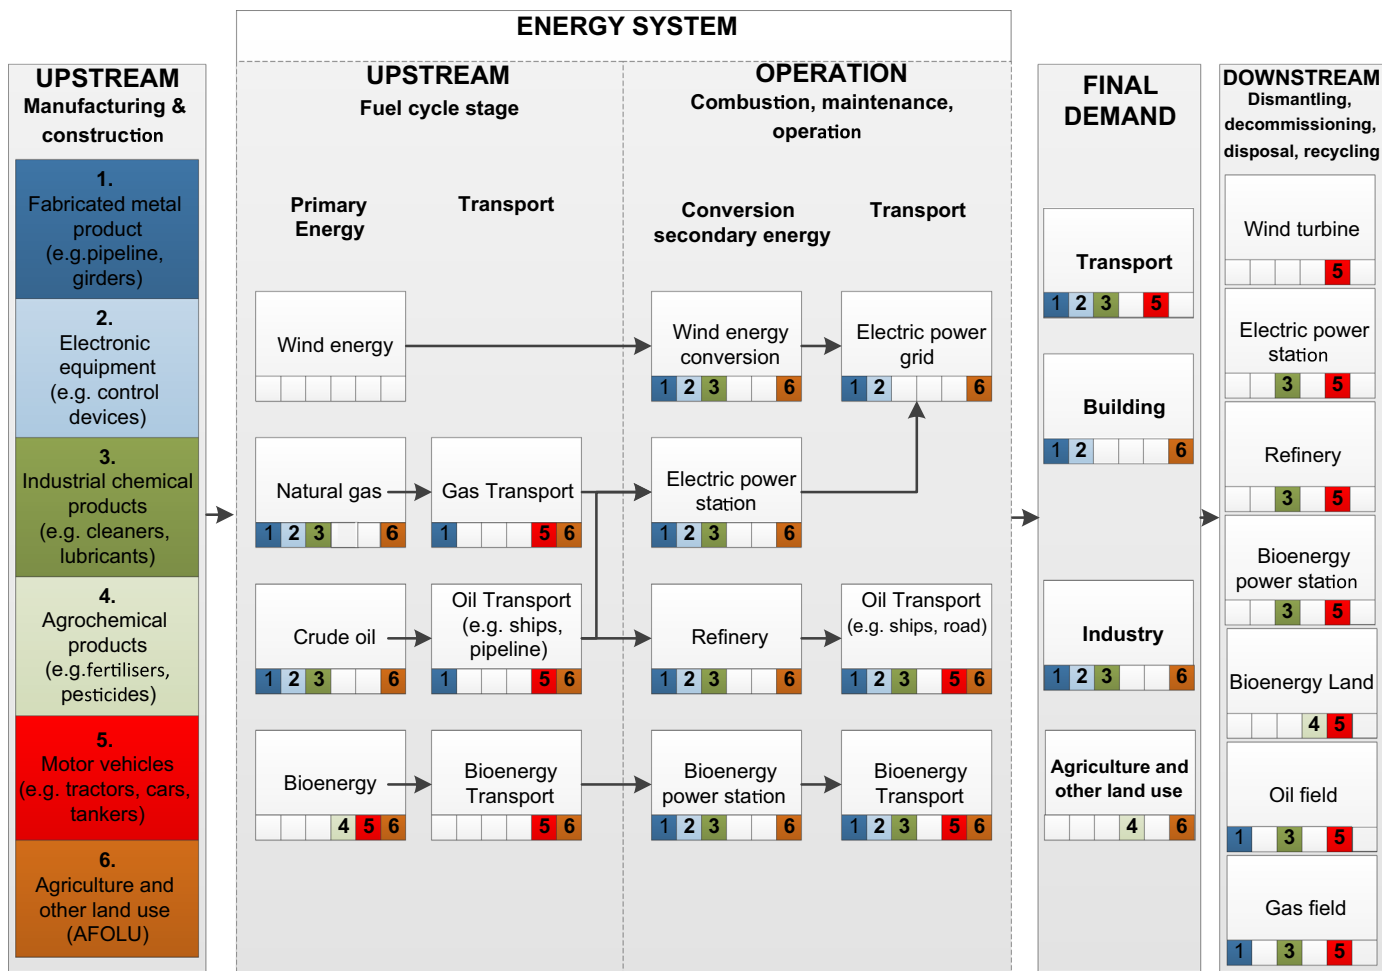 ENERGY SYSTEM
UPSTREAM
Manufacturing &
construction
1.
Fabricated metal
product
(e.g.pipeline,
girders)
2.
Electronic
equipment
(e.g. control
devices)
3.
Industrial chemical
products
(e.g. cleaners,
lubricants)
4.
Agrochemical
products
(e.g.fertilisers,
pesticides)
5.
Motor vehicles
(e.g. tractors, cars,
tankers)
6.
Agriculture and
other land use
(AFOLU)
UPSTREAM
Fuel cycle stage
Primary
Energy
Transport
OPERATION
Combustion, maintenance,
operation
Conversion
secondary energy
Transport
Wind energy
Wind energy
conversion
1 2 3 6
Electric power
grid
1 2 6
Natural gas
1 2 3 6
Gas Transport
1 5 6
Electric power
station
1 2 3 6
Crude oil
1 2 3 6
Oil Transport
(e.g. ships,
pipeline)
1 5 6
Refinery
1 2 3 6
Oil Transport
(e.g. ships, road)
1 2 3 5 6
Bioenergy
4 5 6
Bioenergy
Transport
5 6
Bioenergy
power station
1 2 3 6
Bioenergy
Transport
1 2 3 5 6
FINAL
DEMAND
Transport
1 2 3 5
Building
1 2 6
Industry
1 2 3 6
Agriculture and
other land use
4 6
DOWNSTREAM
Dismantling,
decommissioning,
disposal, recycling
Wind turbine
5
Electric power
station
3 5
Refinery
3 5
Bioenergy
power station
3 5
Bioenergy Land
4 5
Oil field
1 3 5
Gas field
1 3 5